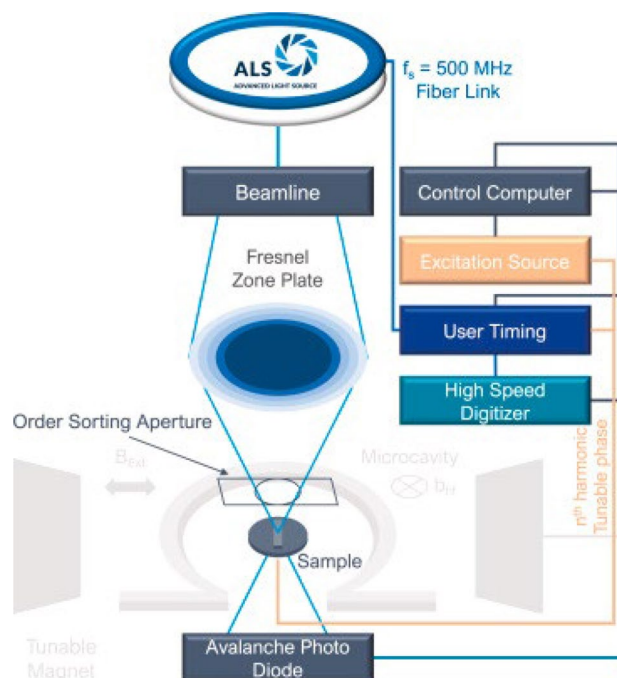 ALS
ADVANCED LIGHT SOURCE
fs = 500 MHz
Fiber Link
Beamline
Control Computer
Fresnel
Zone Plate
Excitation Source
User Timing
High Speed
Digitizer
Order Sorting Aperture
BExt
Microcavity
brf
nth harmonic
Tunable phase
Sample
Tunable
Magnet
Avalanche Photo
Diode